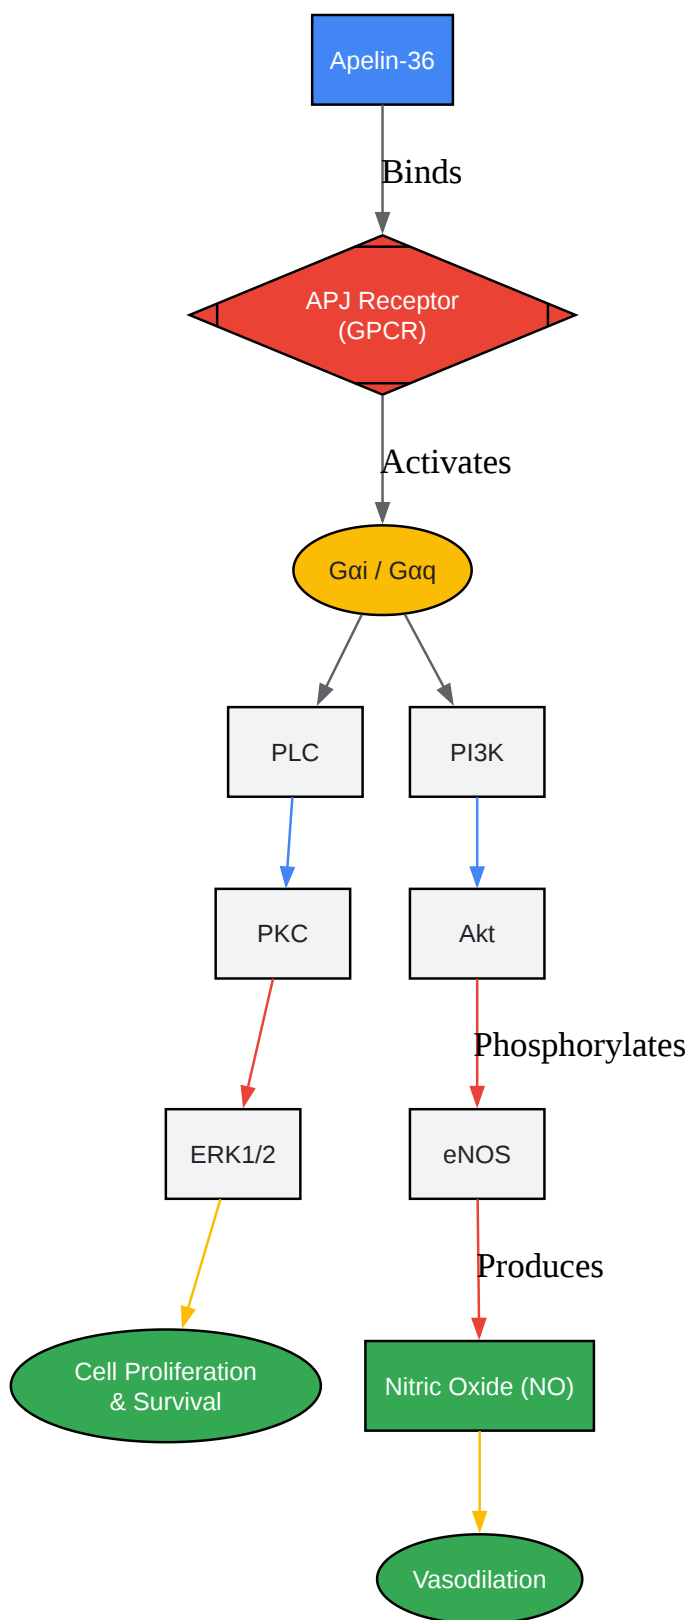 Apelin-36
Binds
APJ Receptor
(GPCR)
Activates
Gαi / Gαq
PLC
PI3K
PKC
Akt
Phosphorylates
ERK1/2
eNOS
Produces
Cell Proliferation
& Survival
Nitric Oxide (NO)
Vasodilation